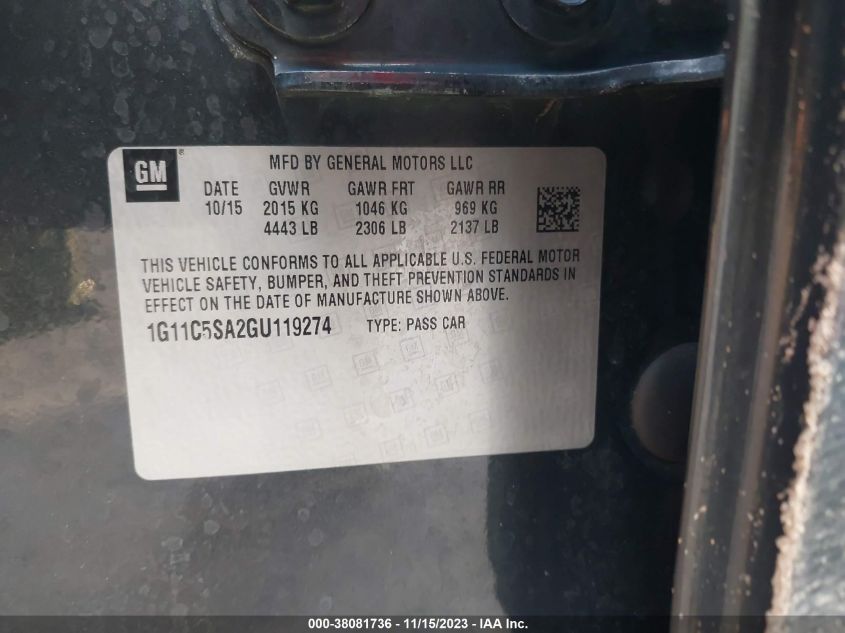 GM
MFD BY GENERAL MOTORS LLC
DATE GVWR GAWR FRT GAWR RR
10/15 2015 KG 1046 KG 969 KG
4443 LB 2306 LB 2137 LB
THIS VEHICLE CONFORMS TO ALL APPLICABLE U.S. FEDERAL MOTOR
VEHICLE SAFETY, BUMPER, AND THEFT PREVENTION STANDARDS IN
EFFECT ON THE DATE OF MANUFACTURE SHOWN ABOVE.
1G11C5SA2GU119274 TYPE: PASS CAR
000-38081736 - 11/15/2023 - IAA Inc.